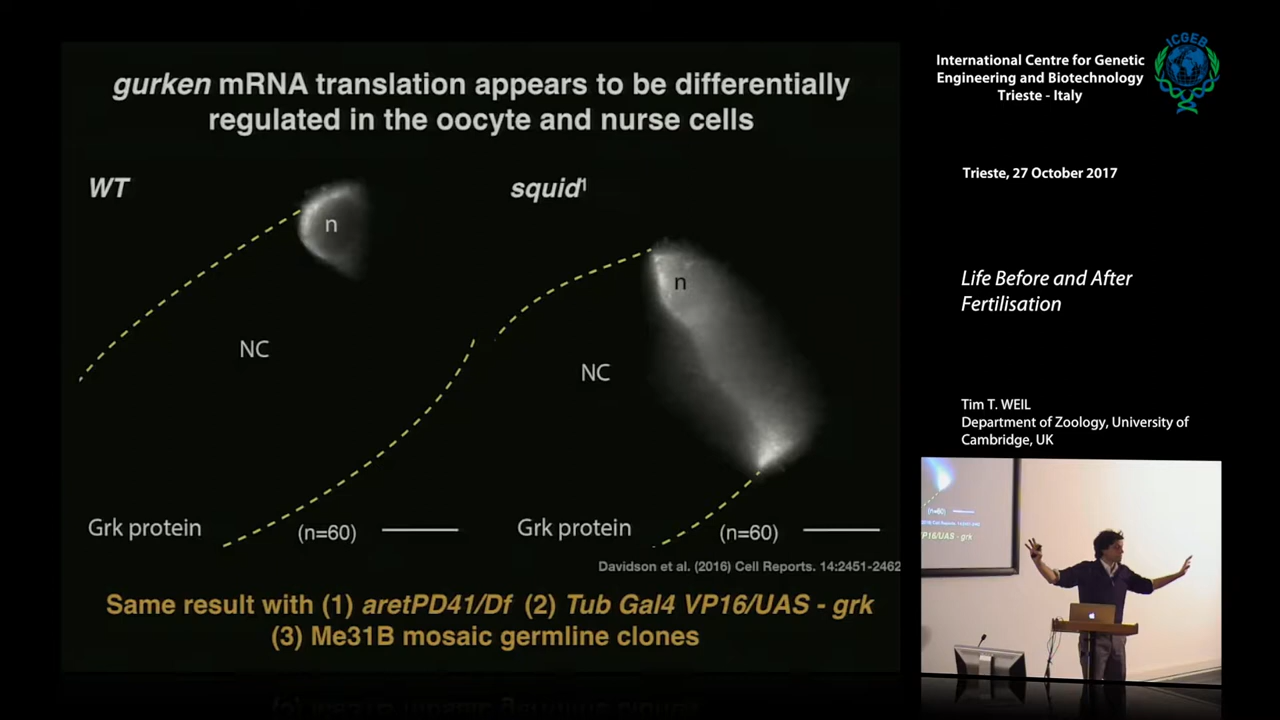 gurken mRNA translation appears to be differentially
regulated in the oocyte and nurse cells
WT
n
NC
Grk protein
(n=60)
squid¹
n
NC
Grk protein
(n=60)
Davidson et al. (2016) Cell Reports. 14:2451-2462
Same result with (1) aretPD41/Df (2) Tub Gal4 VP16/UAS - grk
(3) Me31B mosaic germline clones
International Centre for Genetic
Engineering and Biotechnology
Trieste - Italy
ICGEB
Trieste, 27 October 2017
Life Before and After
Fertilisation
Tim T. WEIL
Department of Zoology, University of
Cambridge, UK
(n=60)
VP16/UAS - grk